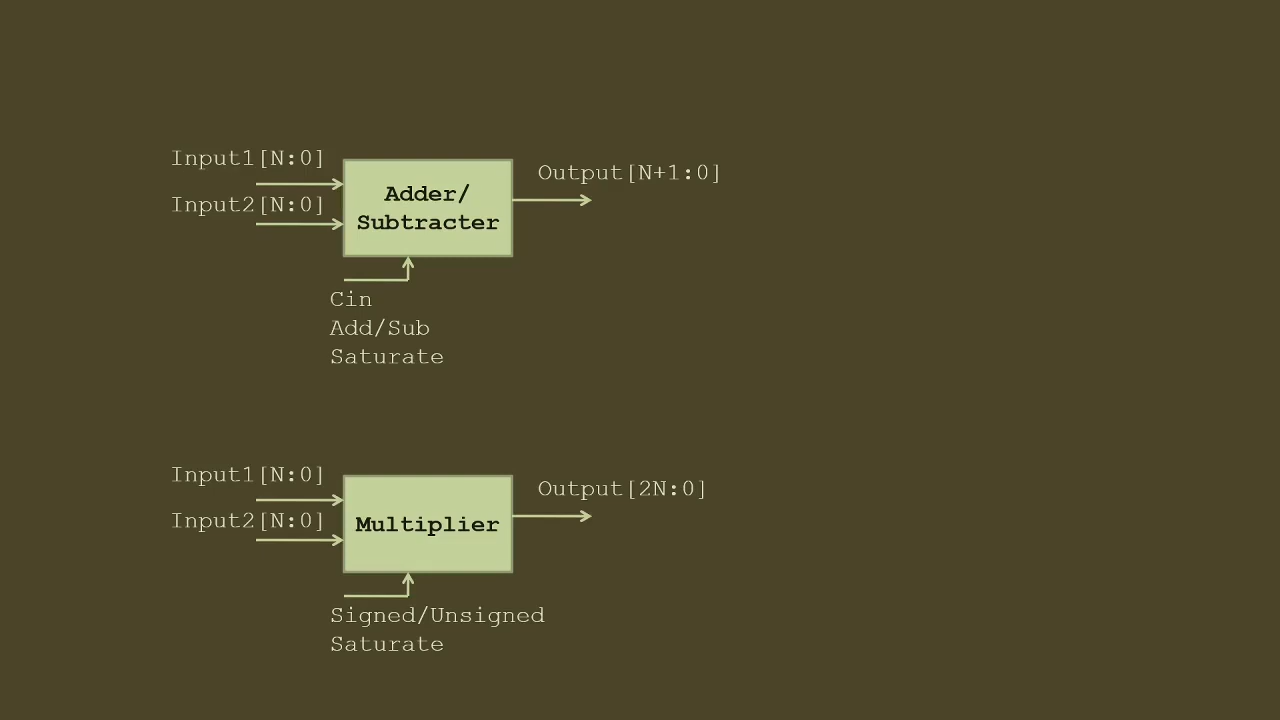 Input1[N:0]
Input2[N:0]
Adder/
Subtracter
Output[N+1:0]
Cin
Add/Sub
Saturate
Input1[N:0]
Input2[N:0]
Multiplier
Output[2N:0]
Signed/Unsigned
Saturate